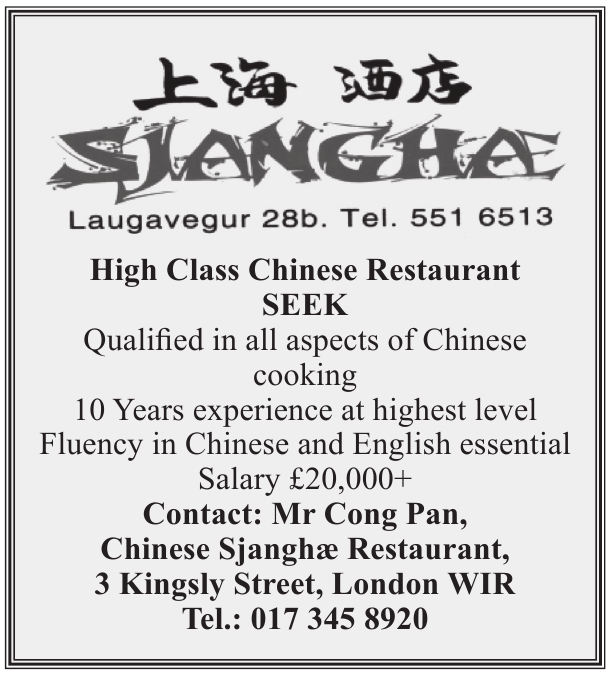 上海 酒店
SJANGHÆ
Laugavegur 28b. Tel. 551 6513
High Class Chinese Restaurant
SEEK
Qualified in all aspects of Chinese
cooking
10 Years experience at highest level
Fluency in Chinese and English essential
Salary £20,000+
Contact: Mr Cong Pan,
Chinese Sjanghæ Restaurant,
3 Kingsly Street, London WIR
Tel.: 017 345 8920